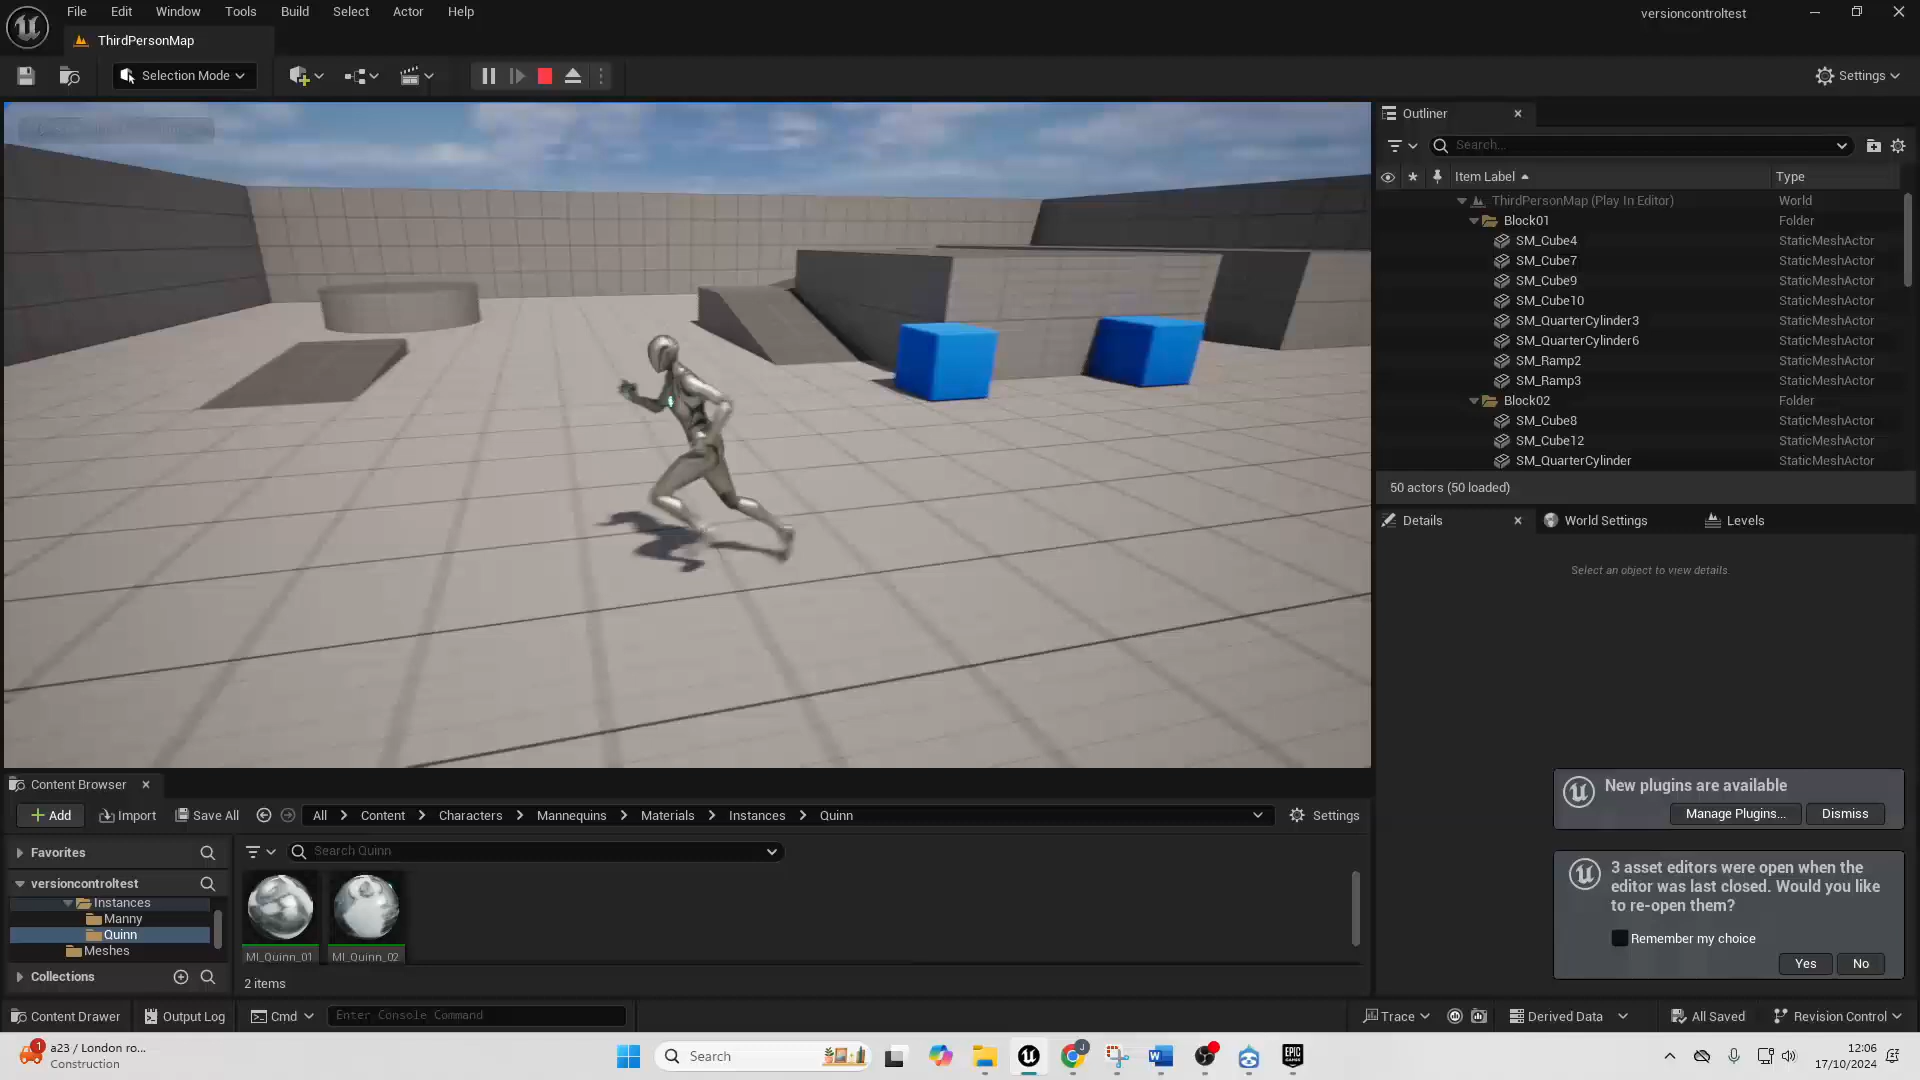 File Edit Window Tools Build Select Actor Help
versioncontroltest
ThirdPersonMap
Selection Mode
Settings
Outliner
Search...
Item Label Type
ThirdPersonMap (Play In Editor) World
Block01 Folder
SM_Cube4 StaticMeshActor
SM_Cube7 StaticMeshActor
SM_Cube9 StaticMeshActor
SM_Cube10 StaticMeshActor
SM_QuarterCylinder3 StaticMeshActor
SM_QuarterCylinder6 StaticMeshActor
SM_Ramp2 StaticMeshActor
SM_Ramp3 StaticMeshActor
Block02 Folder
SM_Cube8 StaticMeshActor
SM_Cube12 StaticMeshActor
SM_QuarterCylinder StaticMeshActor
50 actors (50 loaded)
Details World Settings Levels
Select an object to view details.
New plugins are available
Manage Plugins... Dismiss
3 asset editors were open when the
editor was last closed. Would you like
to re-open them?
Remember my choice
Yes No
Content Browser
Add Import Save All All Content Characters Mannequins Materials Instances Quinn Settings
Favorites
Search Quinn
versioncontroltest
Instances
Manny
Quinn
Meshes
Collections
MI_Quinn_01 MI_Quinn_02
2 items
Content Drawer Output Log Cmd Enter Console Command Trace Derived Data All Saved Revision Control
1
a23 / London ro...
Construction
Search
J
EPIC
GAMES
12:06
17/10/2024